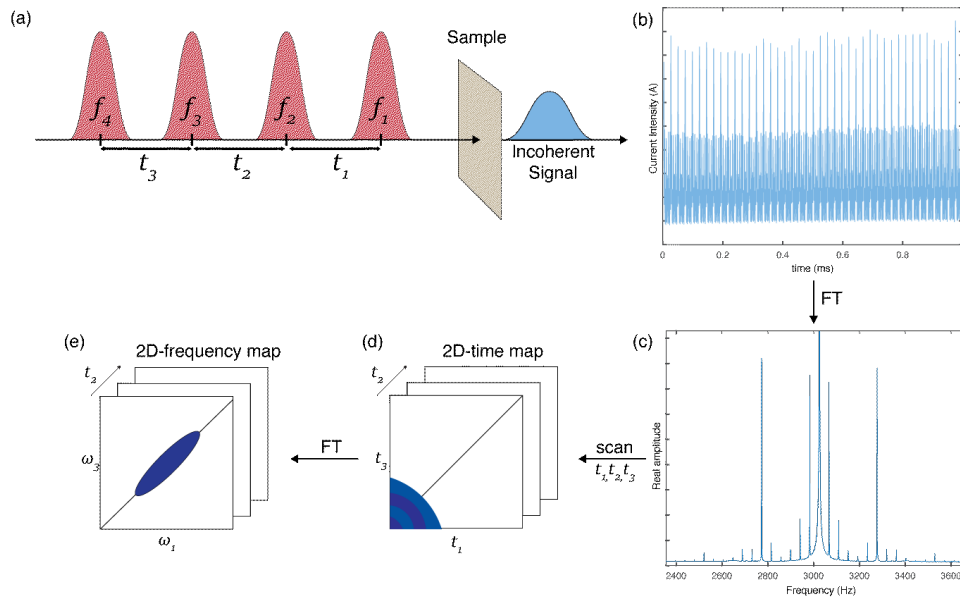 (a)
f4
f3
f2
f1
t3
t2
t1
Sample
Incoherent
Signal
(b)
Current Intensity (A)
0
0.2
0.4
0.6
0.8
time (ms)
FT
(c)
Real amplitude
2400
2800
3000
3200
3400
3600
Frequency (Hz)
scan
t1,t2,t3
(d)
2D-time map
t2
t3
t1
FT
(e)
2D-frequency map
t2
ω3
ω1